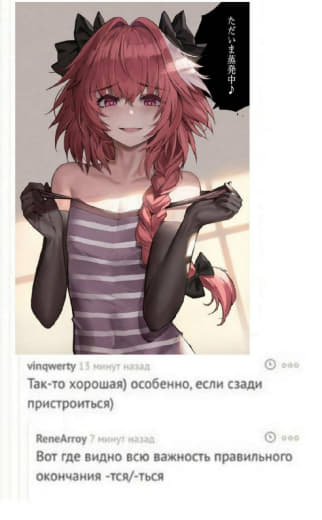 ただいま蒸発中♪
vinqwerty 13 минут назад
Так-то хорошая) особенно, если сзади
пристроиться)
ReneArroy 7 минут назад
Вот где видно всю важность правильного
окончания -тся/-ться